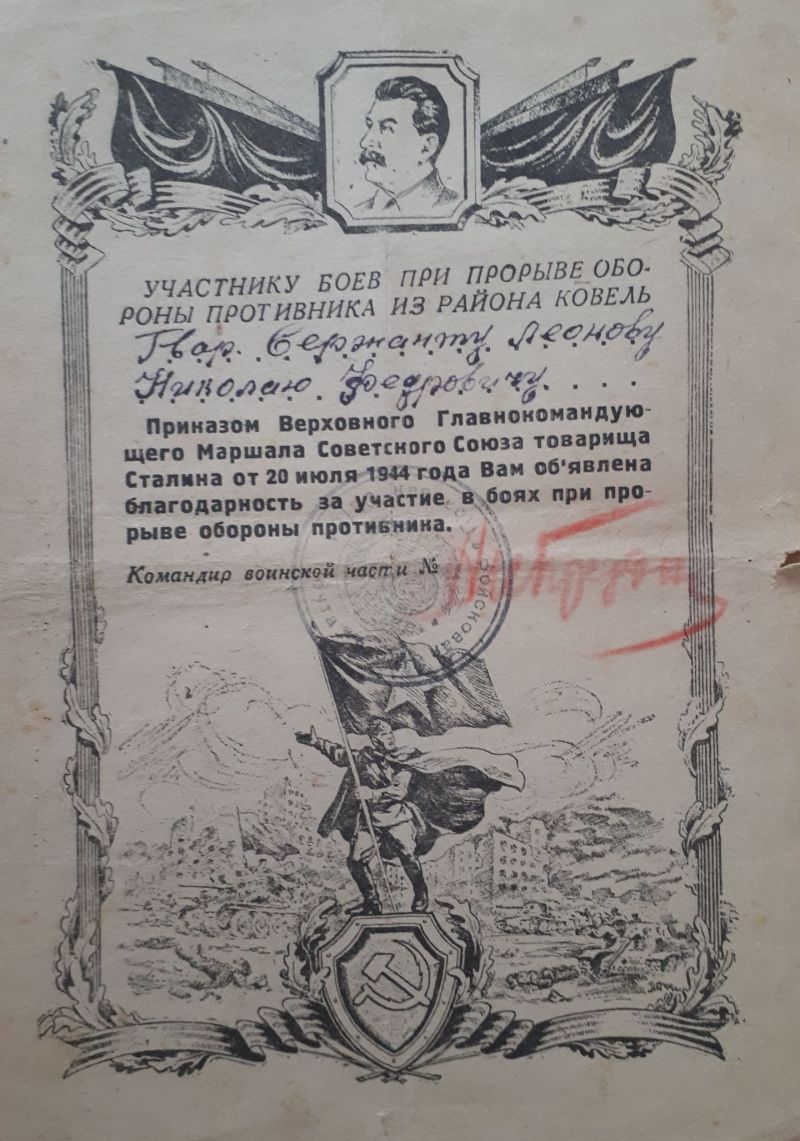 УЧАСТНИКУ БОЕВ ПРИ ПРОРЫВЕ ОБО-
РОНЫ ПРОТИВНИКА ИЗ РАЙОНА КОВЕЛЬ
Гвар. Сержанту Леонову
Николаю Федровичу
Приказом Верховного Главнокомандую-
щего Маршала Советского Союза товарища
Сталина от 20 июля 1944 года Вам об'явлена
благодарность за участие в боях при про-
рыве обороны противника.
Командир воинской части №
Войсковая